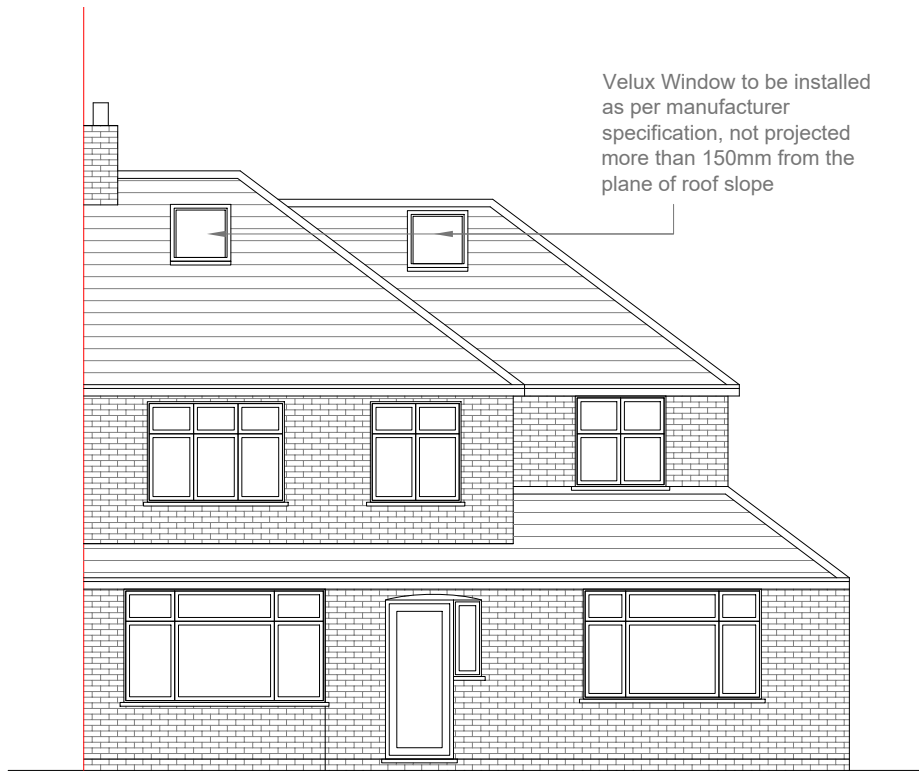 Velux Window to be installed
as per manufacturer
specification, not projected
more than 150mm from the
plane of roof slope